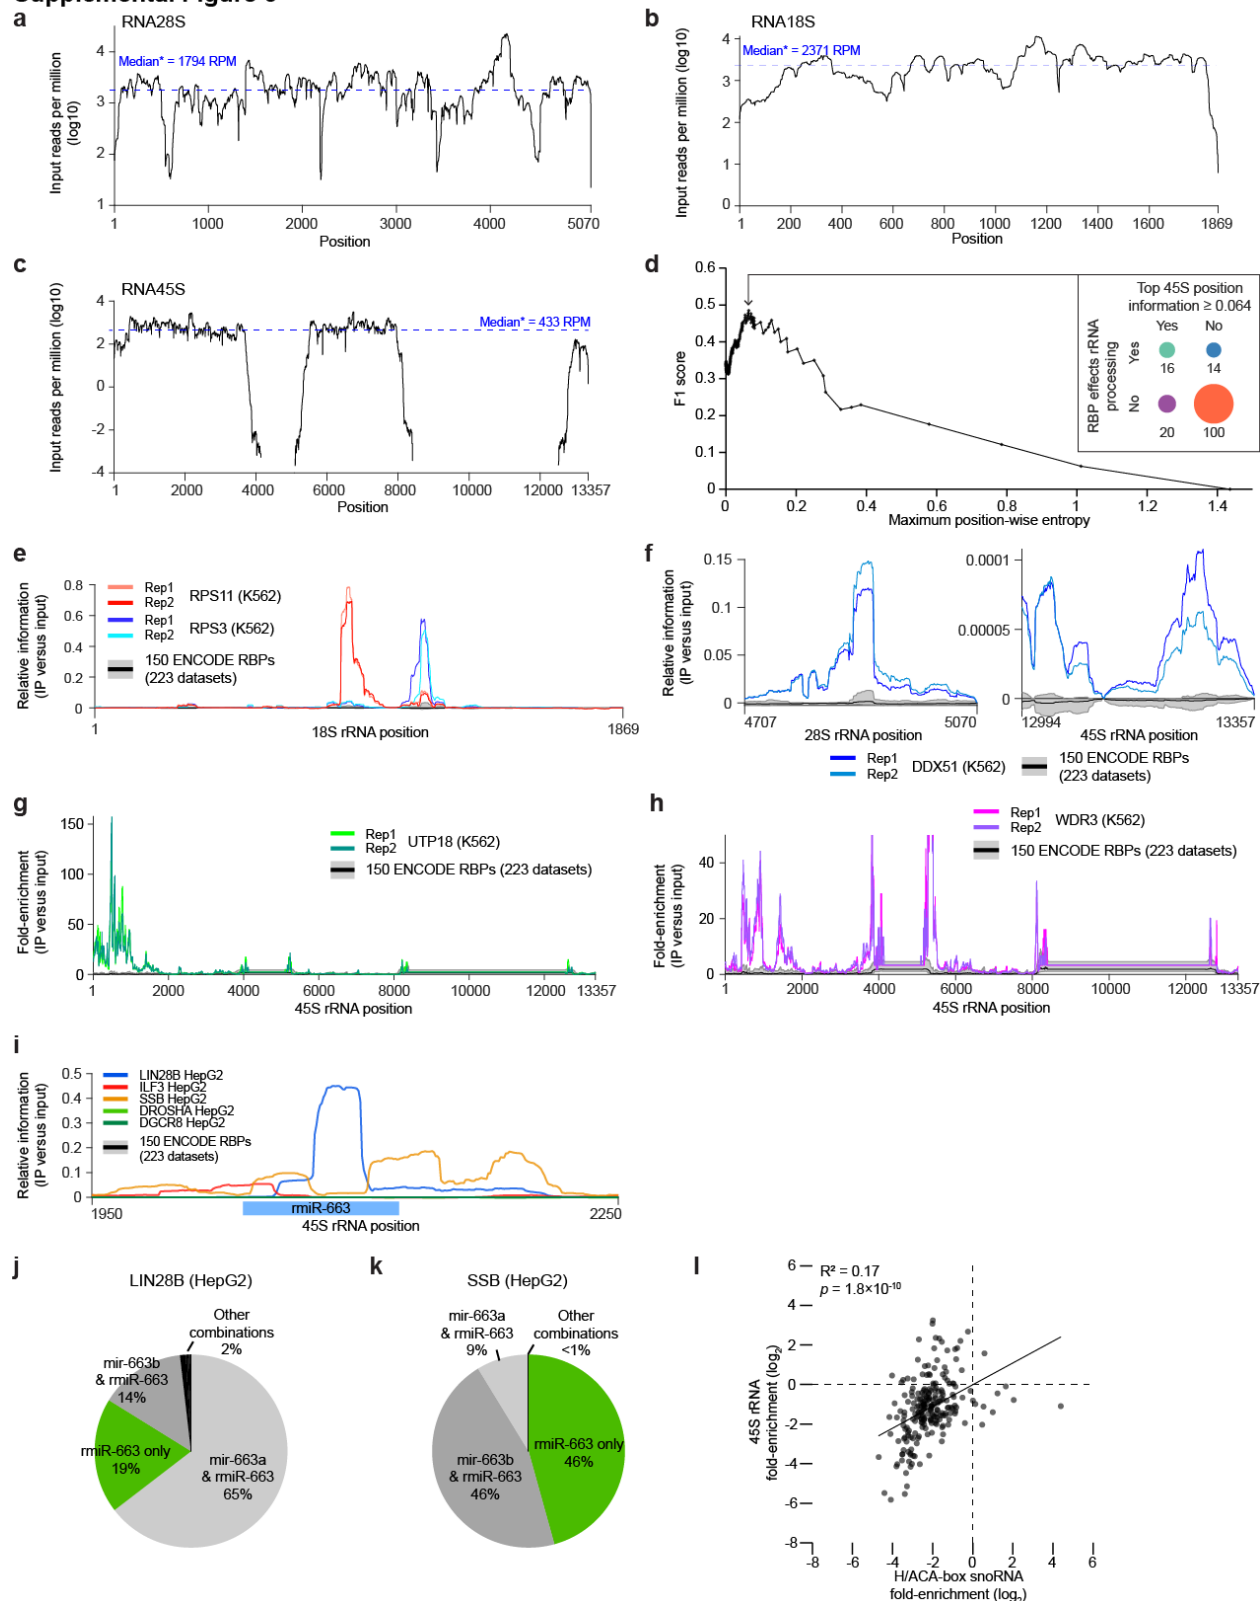 a
RNA28S
Input reads per million
(log10)
4
3
2
1
Median* = 1794 RPM
1
1000
2000
3000
4000
5070
Position
b
RNA18S
Input reads per million (log10)
4
3
2
1
0
Median* = 2371 RPM
1
200
400
600
800
1000
1200
1400
1600
1869
Position
c
RNA45S
Input reads per million (log10)
4
2
0
-2
-4
Median* = 433 RPM
1
2000
4000
6000
8000
10000
12000
13357
Position
d
F1 score
0.6
0.5
0.4
0.3
0.2
0.1
0
0
0.2
0.4
0.6
0.8
1
1.2
1.4
Maximum position-wise entropy
Top 45S position
information ≥ 0.064
Yes
No
RBP effects rRNA
processing
Yes
No
16
14
20
100
e
Relative information
(IP versus input)
0.8
0.6
0.4
0.2
0
Rep1
Rep2
RPS11 (K562)
Rep1
Rep2
RPS3 (K562)
150 ENCODE RBPs
(223 datasets)
1
1869
18S rRNA position
f
Relative information
(IP versus input)
0.15
0.1
0.05
0
4707
5070
28S rRNA position
0.0001
0.00005
0
12994
13357
45S rRNA position
Rep1
Rep2
DDX51 (K562)
150 ENCODE RBPs
(223 datasets)
g
Fold-enrichment
(IP versus input)
150
100
50
0
Rep1
Rep2
UTP18 (K562)
150 ENCODE RBPs (223 datasets)
1
2000
4000
6000
8000
10000
12000
13357
45S rRNA position
h
Fold-enrichment
(IP versus input)
40
20
0
Rep1
Rep2
WDR3 (K562)
150 ENCODE RBPs (223 datasets)
1
2000
4000
6000
8000
10000
12000
13357
45S rRNA position
i
Relative information
(IP versus input)
0.5
0.4
0.3
0.2
0.1
0
LIN28B HepG2
ILF3 HepG2
SSB HepG2
DROSHA HepG2
DGCR8 HepG2
150 ENCODE RBPs
(223 datasets)
1950
rmiR-663
2250
45S rRNA position
j
LIN28B (HepG2)
Other
combinations
2%
mir-663b
& rmiR-663
14%
rmiR-663 only
19%
mir-663a
& rmiR-663
65%
k
SSB (HepG2)
mir-663a
& rmiR-663
9%
Other
combinations
<1%
rmiR-663 only
46%
mir-663b
& rmiR-663
46%
l
R² = 0.17
p = 1.8×10⁻¹⁰
45S rRNA
fold-enrichment (log₂)
6
4
2
0
-2
-4
-6
-8
-8
-6
-4
-2
0
2
4
6
H/ACA-box snoRNA
fold-enrichment (log₂)